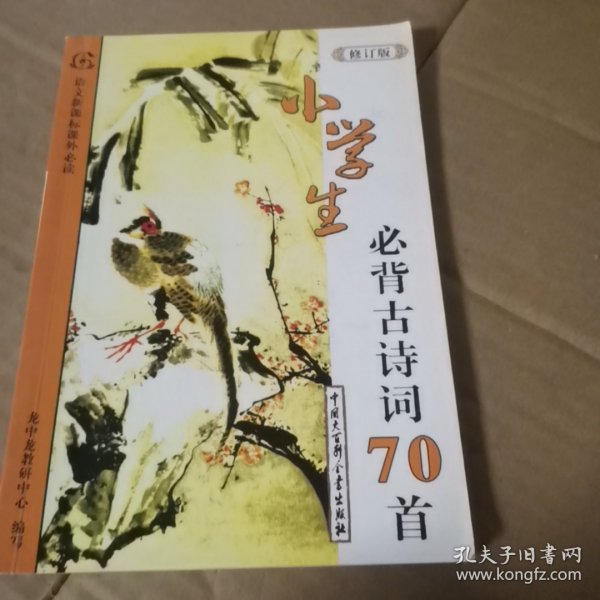 语文新课标课外必读
修订版
小学生
必背古诗词70首
中国大百科全书出版社
龙中龙教研中心 编写
孔夫子旧书网
www.kongfz.com